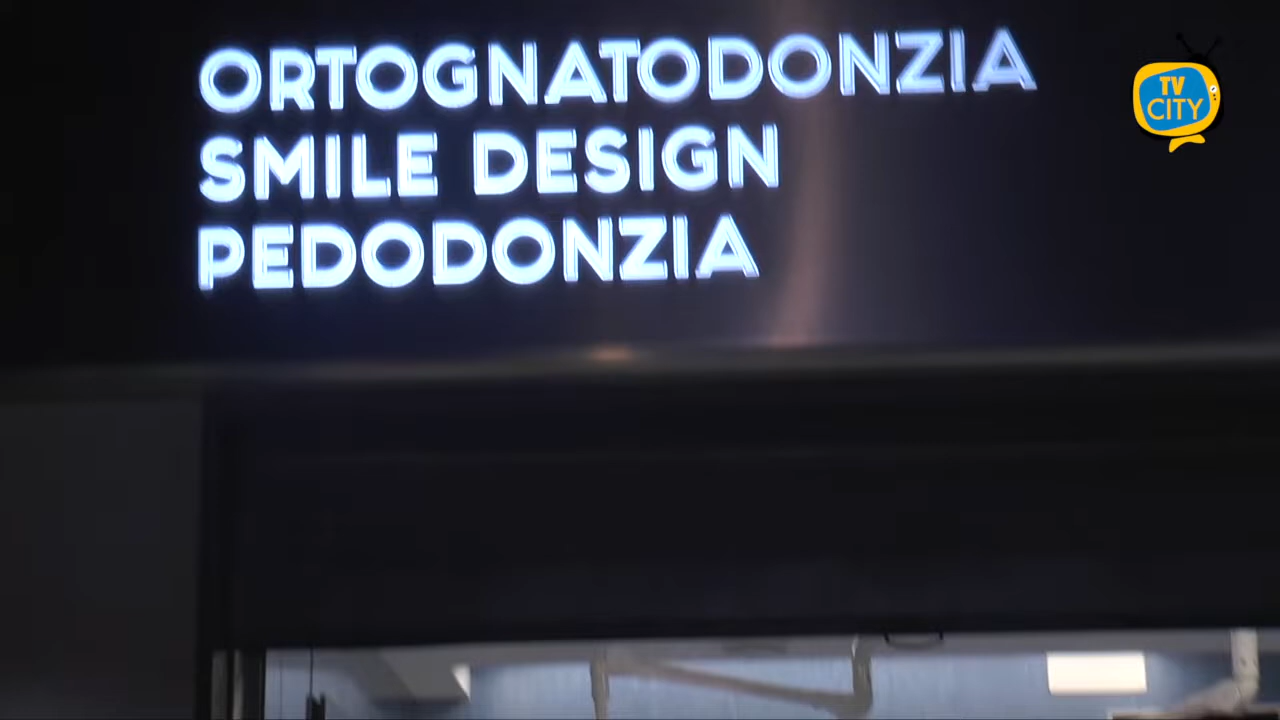 ORTOGNATODONZIA
SMILE DESIGN
PEDODONZIA
TV
CITY